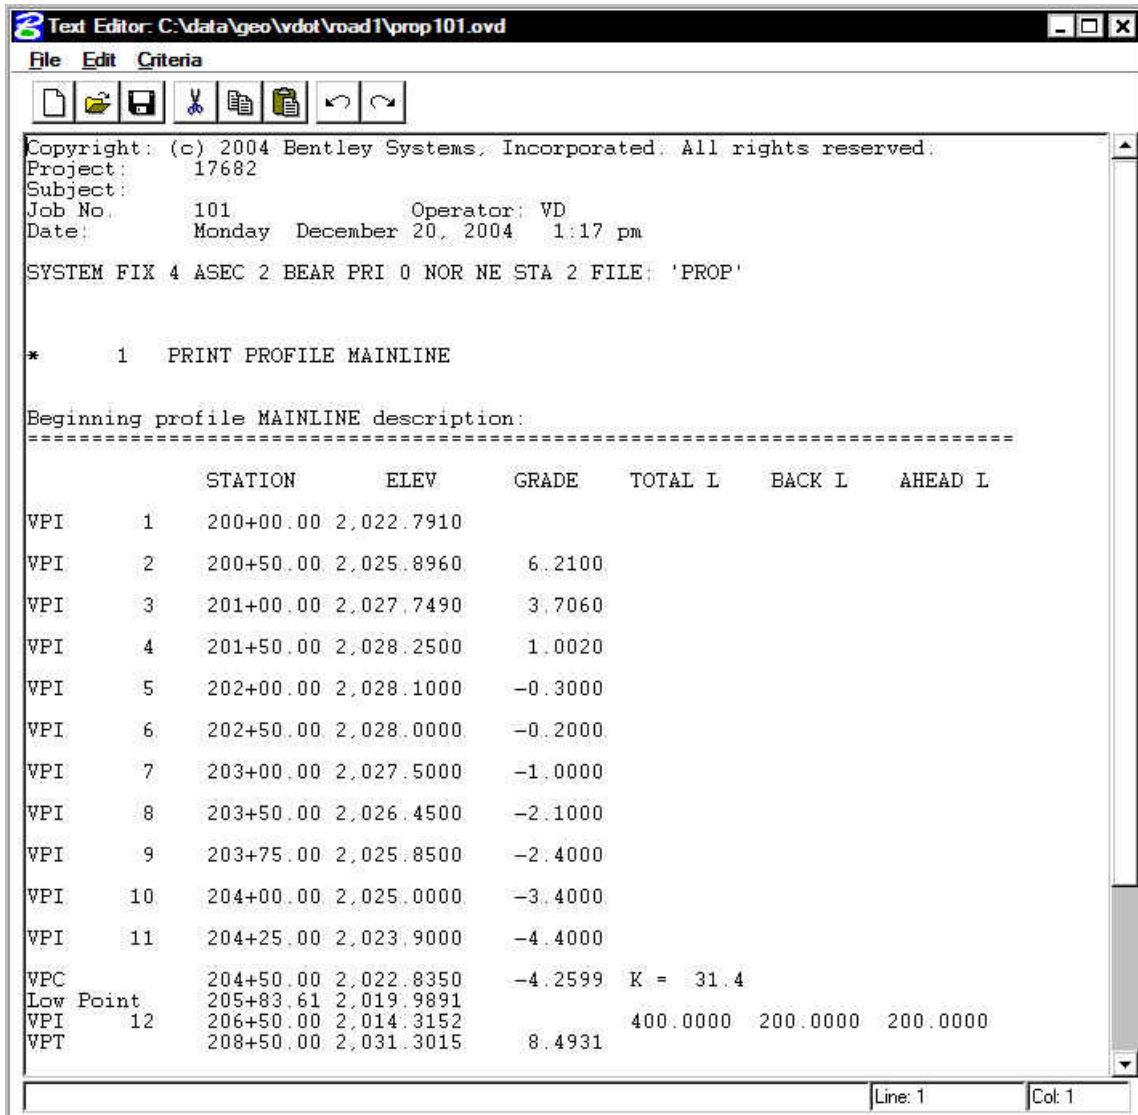 Text Editor: C:\data\geo\vdot\road1\prop101.ovd
File Edit Criteria
Copyright: (c) 2004 Bentley Systems, Incorporated. All rights reserved.
Project: 17682
Subject:
Job No. 101 Operator: VD
Date: Monday December 20, 2004 1:17 pm
SYSTEM FIX 4 ASEC 2 BEAR PRI 0 NOR NE STA 2 FILE: 'PROP'
* 1 PRINT PROFILE MAINLINE
Beginning profile MAINLINE description:
================================================================================
STATION ELEV GRADE TOTAL L BACK L AHEAD L
VPI 1 200+00.00 2,022.7910
VPI 2 200+50.00 2,025.8960 6.2100
VPI 3 201+00.00 2,027.7490 3.7060
VPI 4 201+50.00 2,028.2500 1.0020
VPI 5 202+00.00 2,028.1000 -0.3000
VPI 6 202+50.00 2,028.0000 -0.2000
VPI 7 203+00.00 2,027.5000 -1.0000
VPI 8 203+50.00 2,026.4500 -2.1000
VPI 9 203+75.00 2,025.8500 -2.4000
VPI 10 204+00.00 2,025.0000 -3.4000
VPI 11 204+25.00 2,023.9000 -4.4000
VPC 204+50.00 2,022.8350 -4.2599 K = 31.4
Low Point 205+83.61 2,019.9891
VPI 12 206+50.00 2,014.3152 400.0000 200.0000 200.0000
VPT 208+50.00 2,031.3015 8.4931
Line: 1 Col: 1